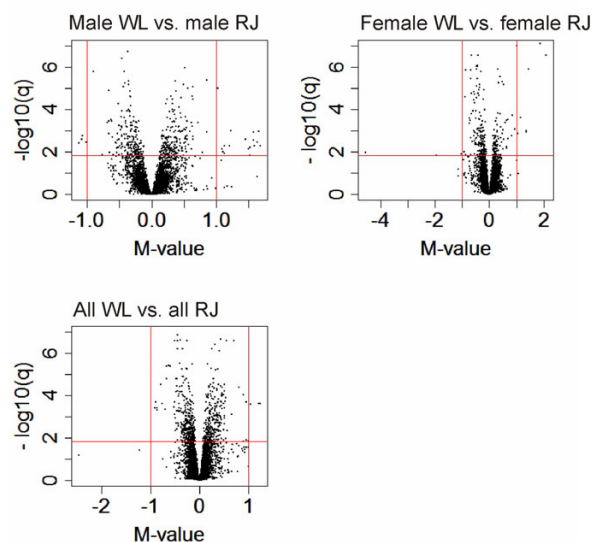 Male WL vs. male RJ
-log10(q)
6
4
2
0
-1.0 0.0 1.0
M-value
Female WL vs. female RJ
- log10(q)
6
4
2
0
-4 -2 0 2
M-value
All WL vs. all RJ
- log10(q)
6
4
2
0
-2 -1 0 1
M-value